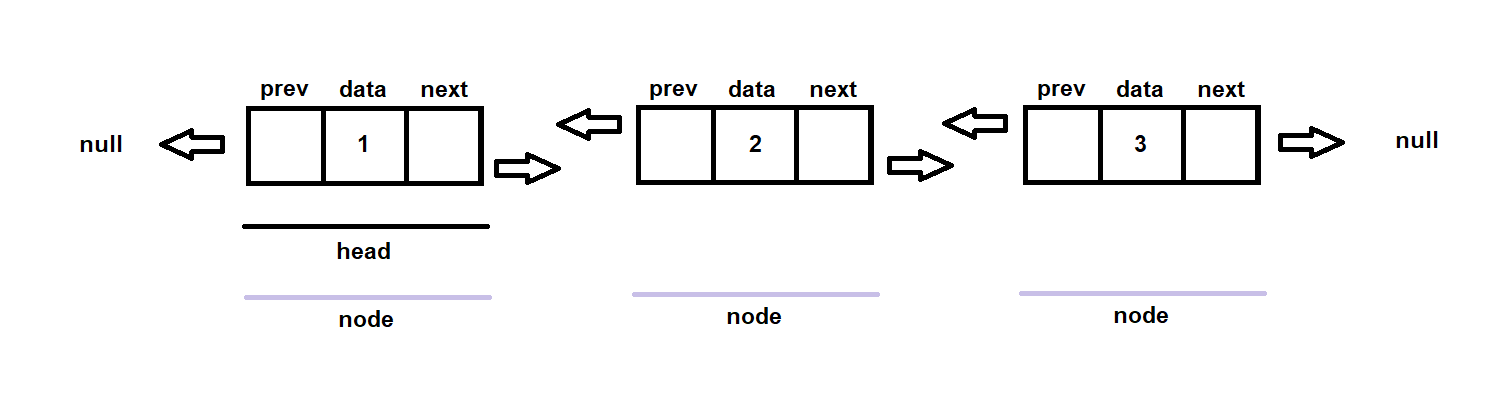 prev data next
prev data next
prev data next
null
1
2
3
null
head
node
node
node